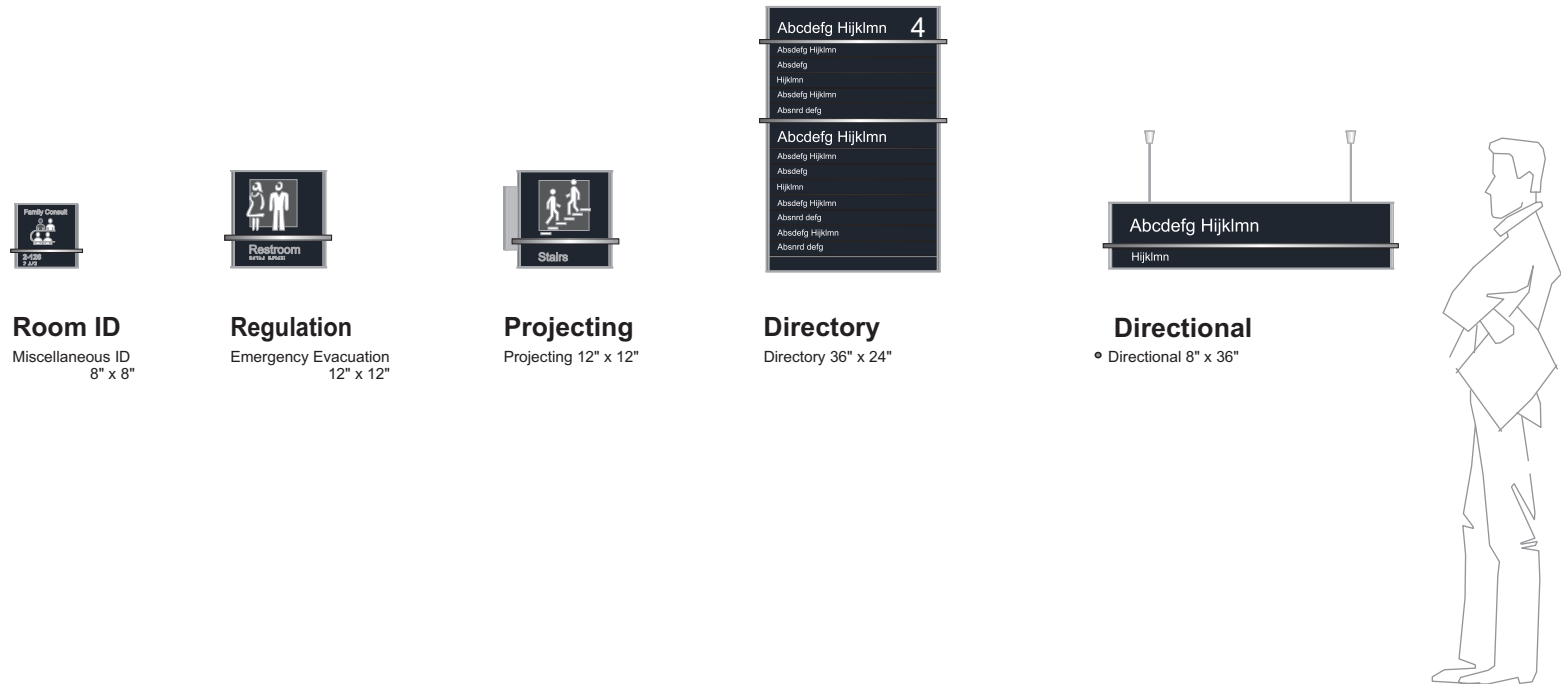 Family Consult
2-126
Restroom
Stairs
Abcdefg Hijklmn 4
Absdefg Hijklmn
Absdefg
Hijklmn
Absdefg Hijklmn
Absnrd defg
Abcdefg Hijklmn
Absdefg Hijklmn
Absdefg
Hijklmn
Absdefg Hijklmn
Absnrd defg
Absdefg Hijklmn
Absnrd defg
Abcdefg Hijklmn
Hijklmn
Room ID
Miscellaneous ID
8" x 8"
Regulation
Emergency Evacuation
12" x 12"
Projecting
Projecting 12" x 12"
Directory
Directory 36" x 24"
Directional
Directional 8" x 36"